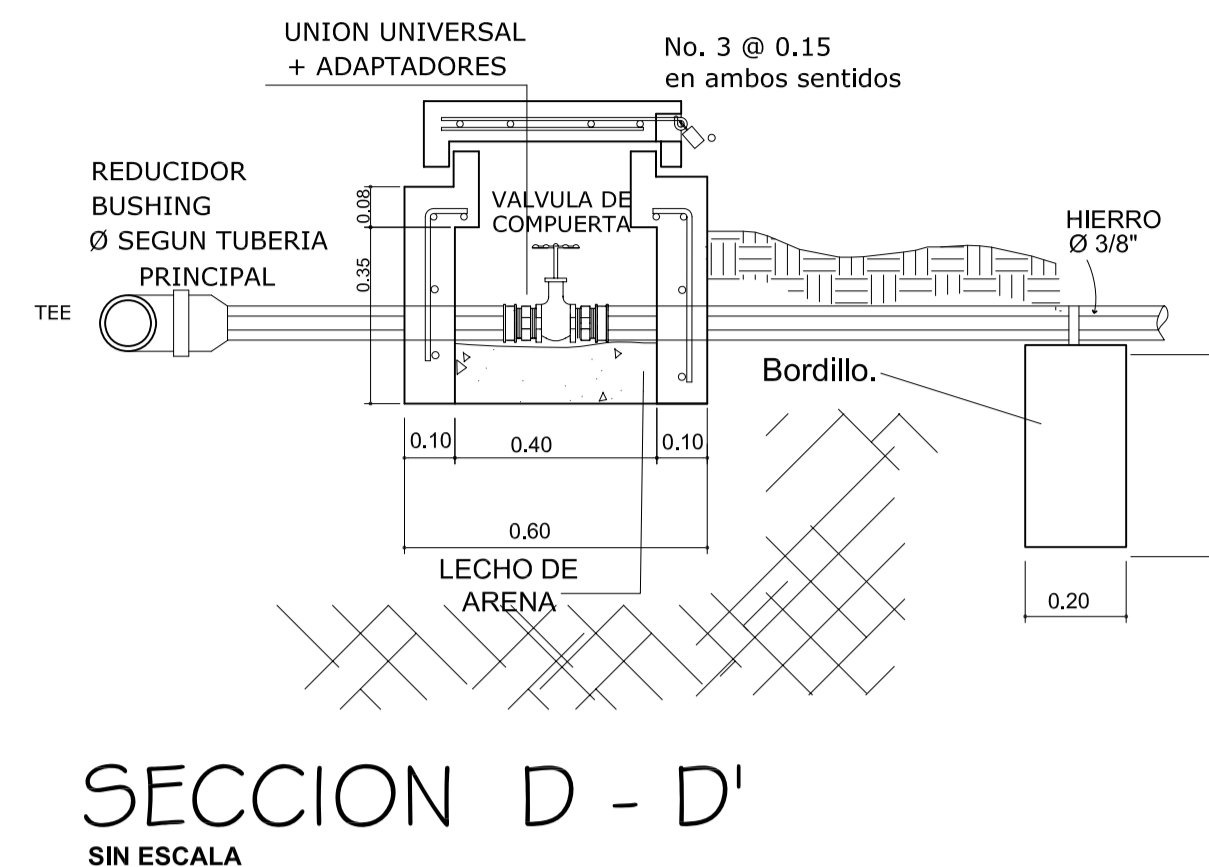 UNION UNIVERSAL
+ ADAPTADORES
No. 3 @ 0.15
en ambos sentidos
REDUCIDOR
BUSHING
Ø SEGUN TUBERIA
PRINCIPAL
TEE
0.08
0.35
VALVULA DE
COMPUERTA
HIERRO
Ø 3/8"
Bordillo.
0.10
0.40
0.10
0.60
LECHO DE
ARENA
0.20
SECCION D - D'
SIN ESCALA